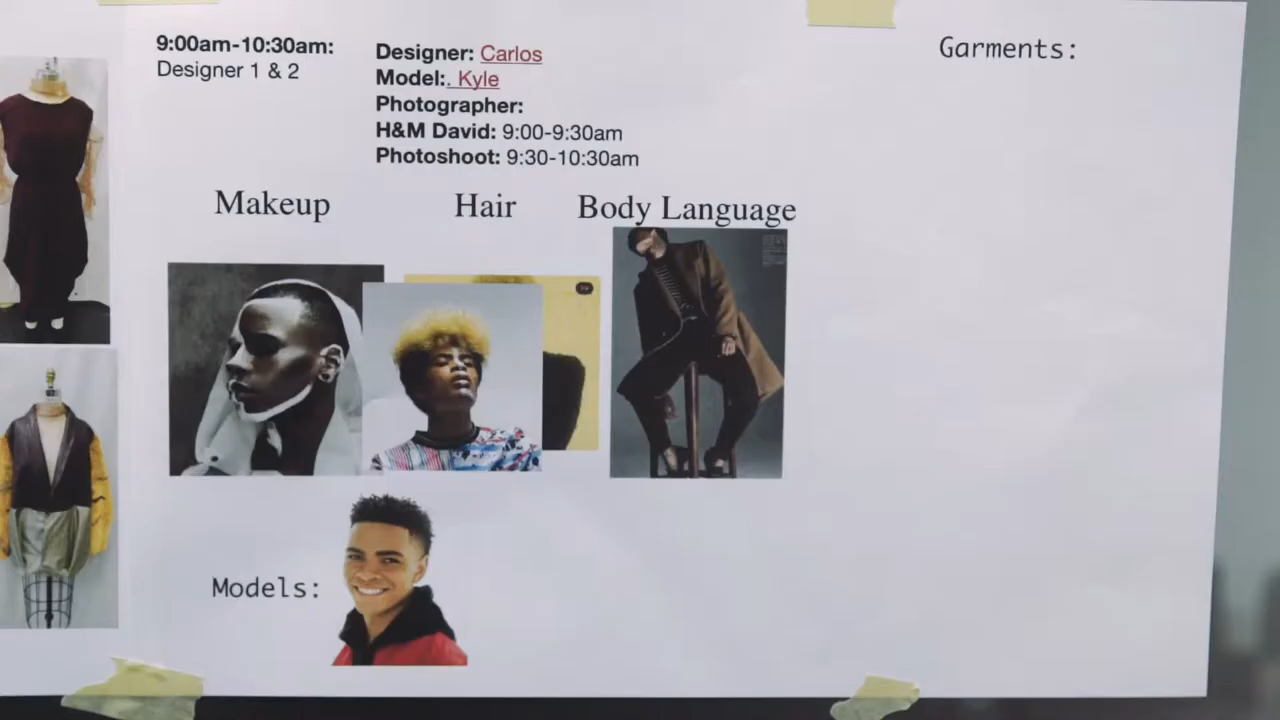 9:00am-10:30am:
Designer 1 & 2
Designer: Carlos
Model:. Kyle
Photographer:
H&M David: 9:00-9:30am
Photoshoot: 9:30-10:30am
Garments:
Makeup
Hair
Body Language
Models: